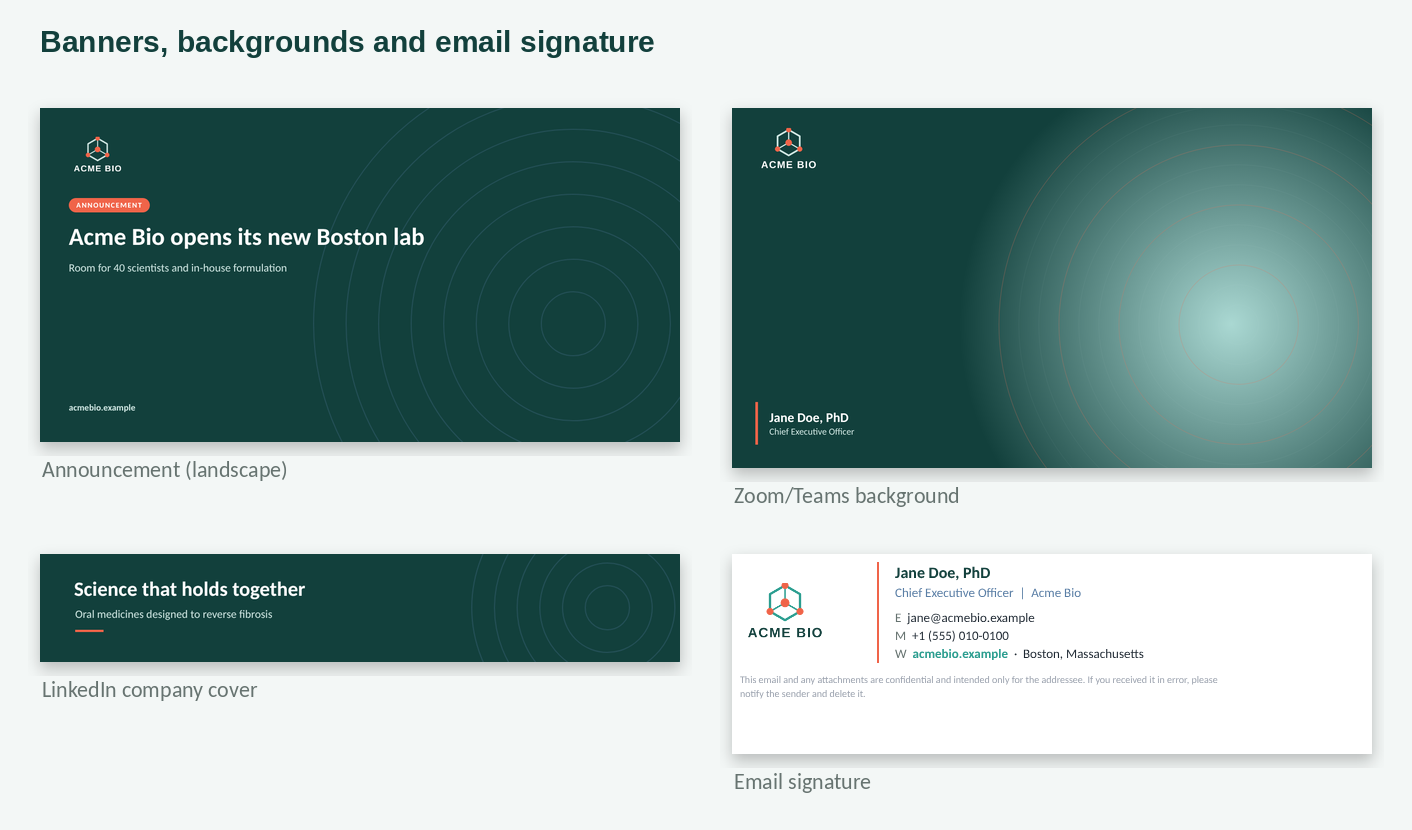 Banners, backgrounds and email signature
ACME BIO
ANNOUNCEMENT
Acme Bio opens its new Boston lab
Room for 40 scientists and in-house formulation
acmebio.example
Announcement (landscape)
ACME BIO
Jane Doe, PhD
Chief Executive Officer
Zoom/Teams background
Science that holds together
Oral medicines designed to reverse fibrosis
LinkedIn company cover
ACME BIO
Jane Doe, PhD
Chief Executive Officer | Acme Bio
E jane@acmebio.example
M +1 (555) 010-0100
W acmebio.example · Boston, Massachusetts
This email and any attachments are confidential and intended only for the addressee. If you received it in error, please
notify the sender and delete it.
Email signature